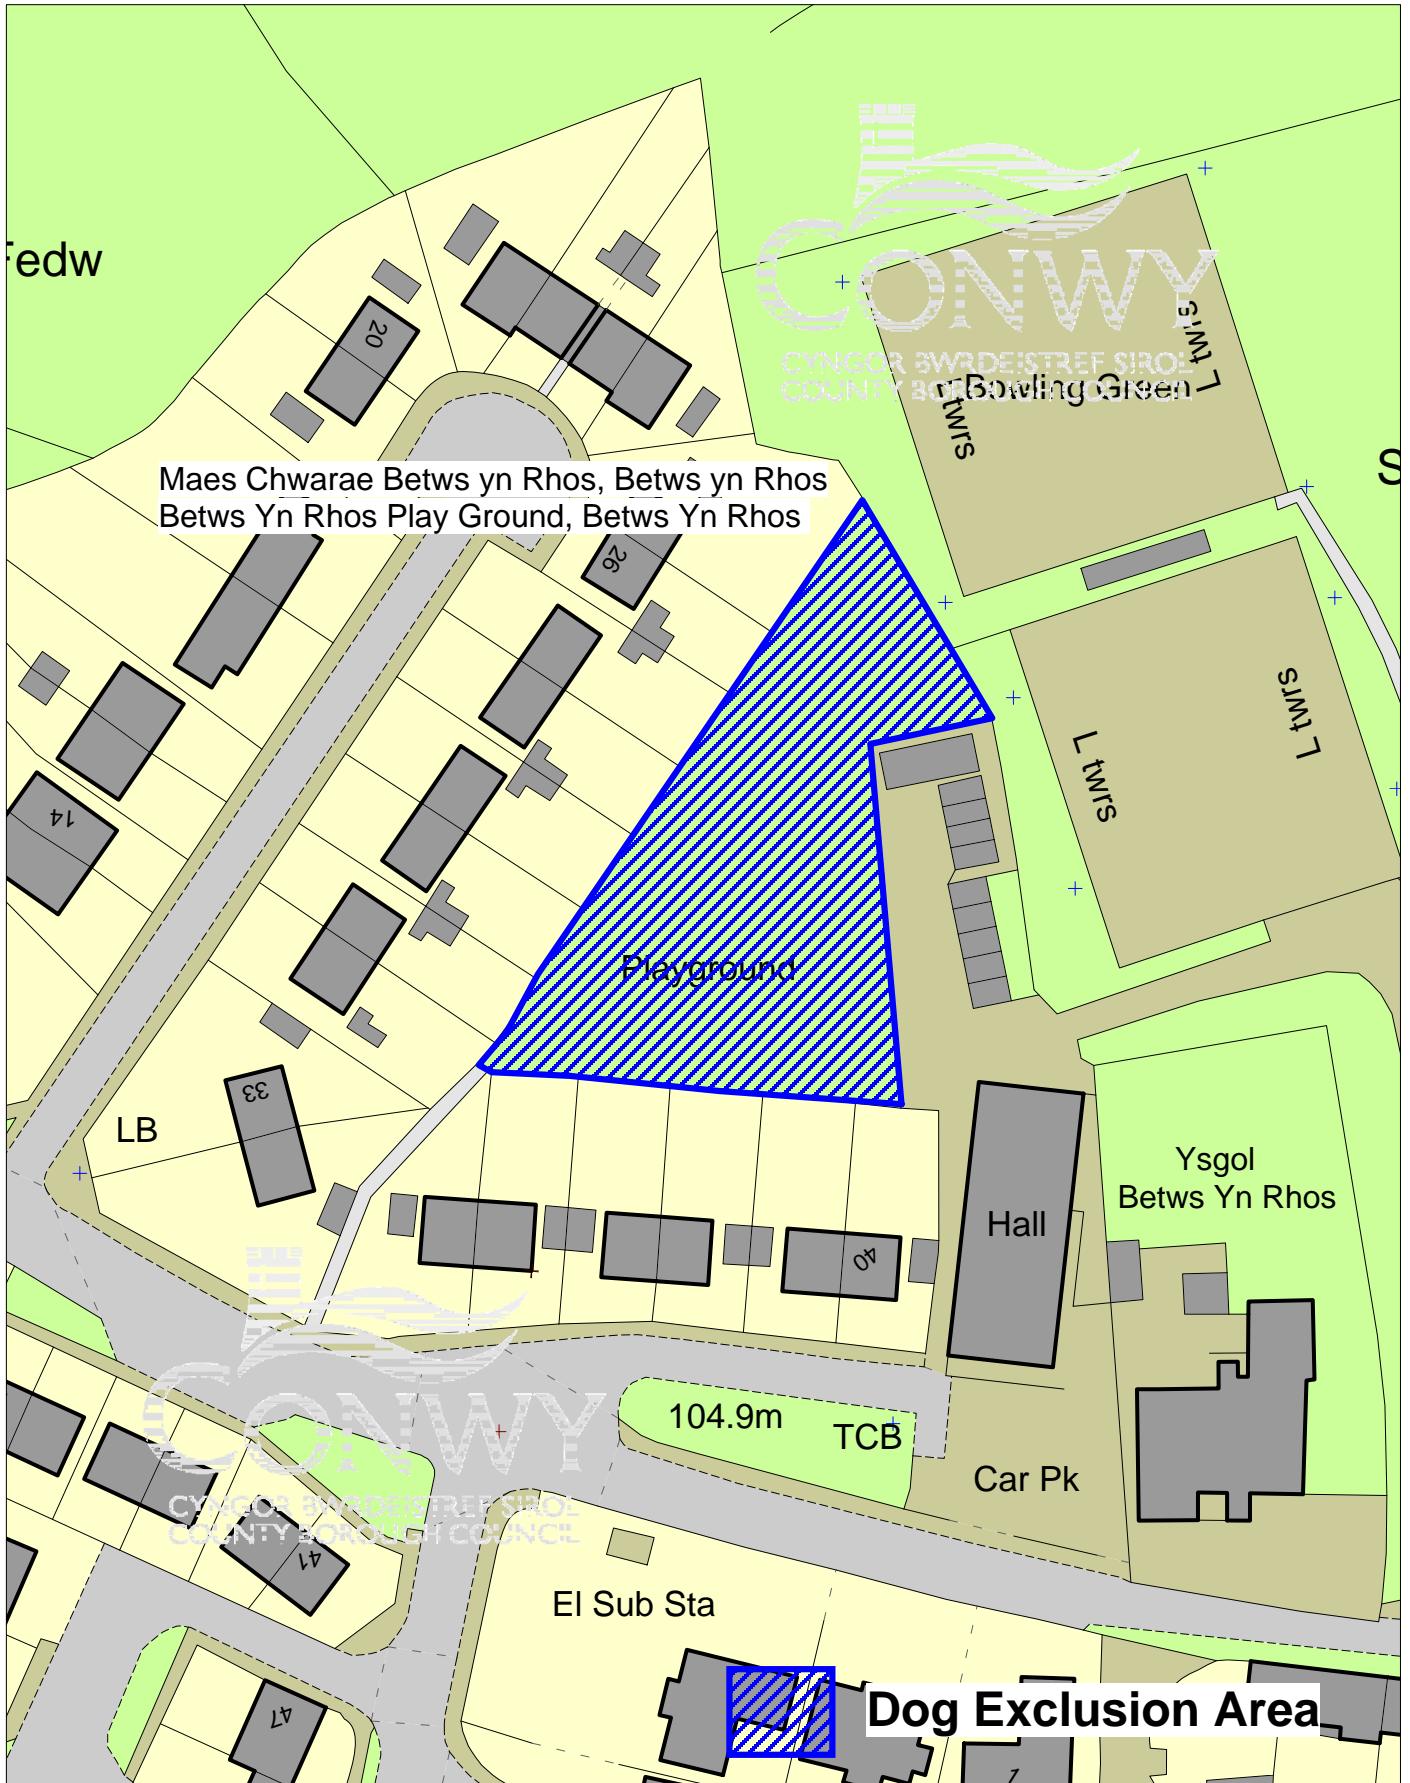 Fedw
CONWY
CYNGOR BWRDEISTREF SIROL
COUNTY BOROUGH COUNCIL
L twrs
Bowling Green
L twrs
20
S
Maes Chwarae Betws yn Rhos, Betws yn Rhos
Betws Yn Rhos Play Ground, Betws Yn Rhos
26
L twrs
L twrs
14
Playground
33
LB
Ysgol
Betws Yn Rhos
Hall
40
CONWY
CYNGOR BWRDEISTREF SIROL
COUNTY BOROUGH COUNCIL
104.9m
TCB
Car Pk
41
El Sub Sta
47
Dog Exclusion Area
1